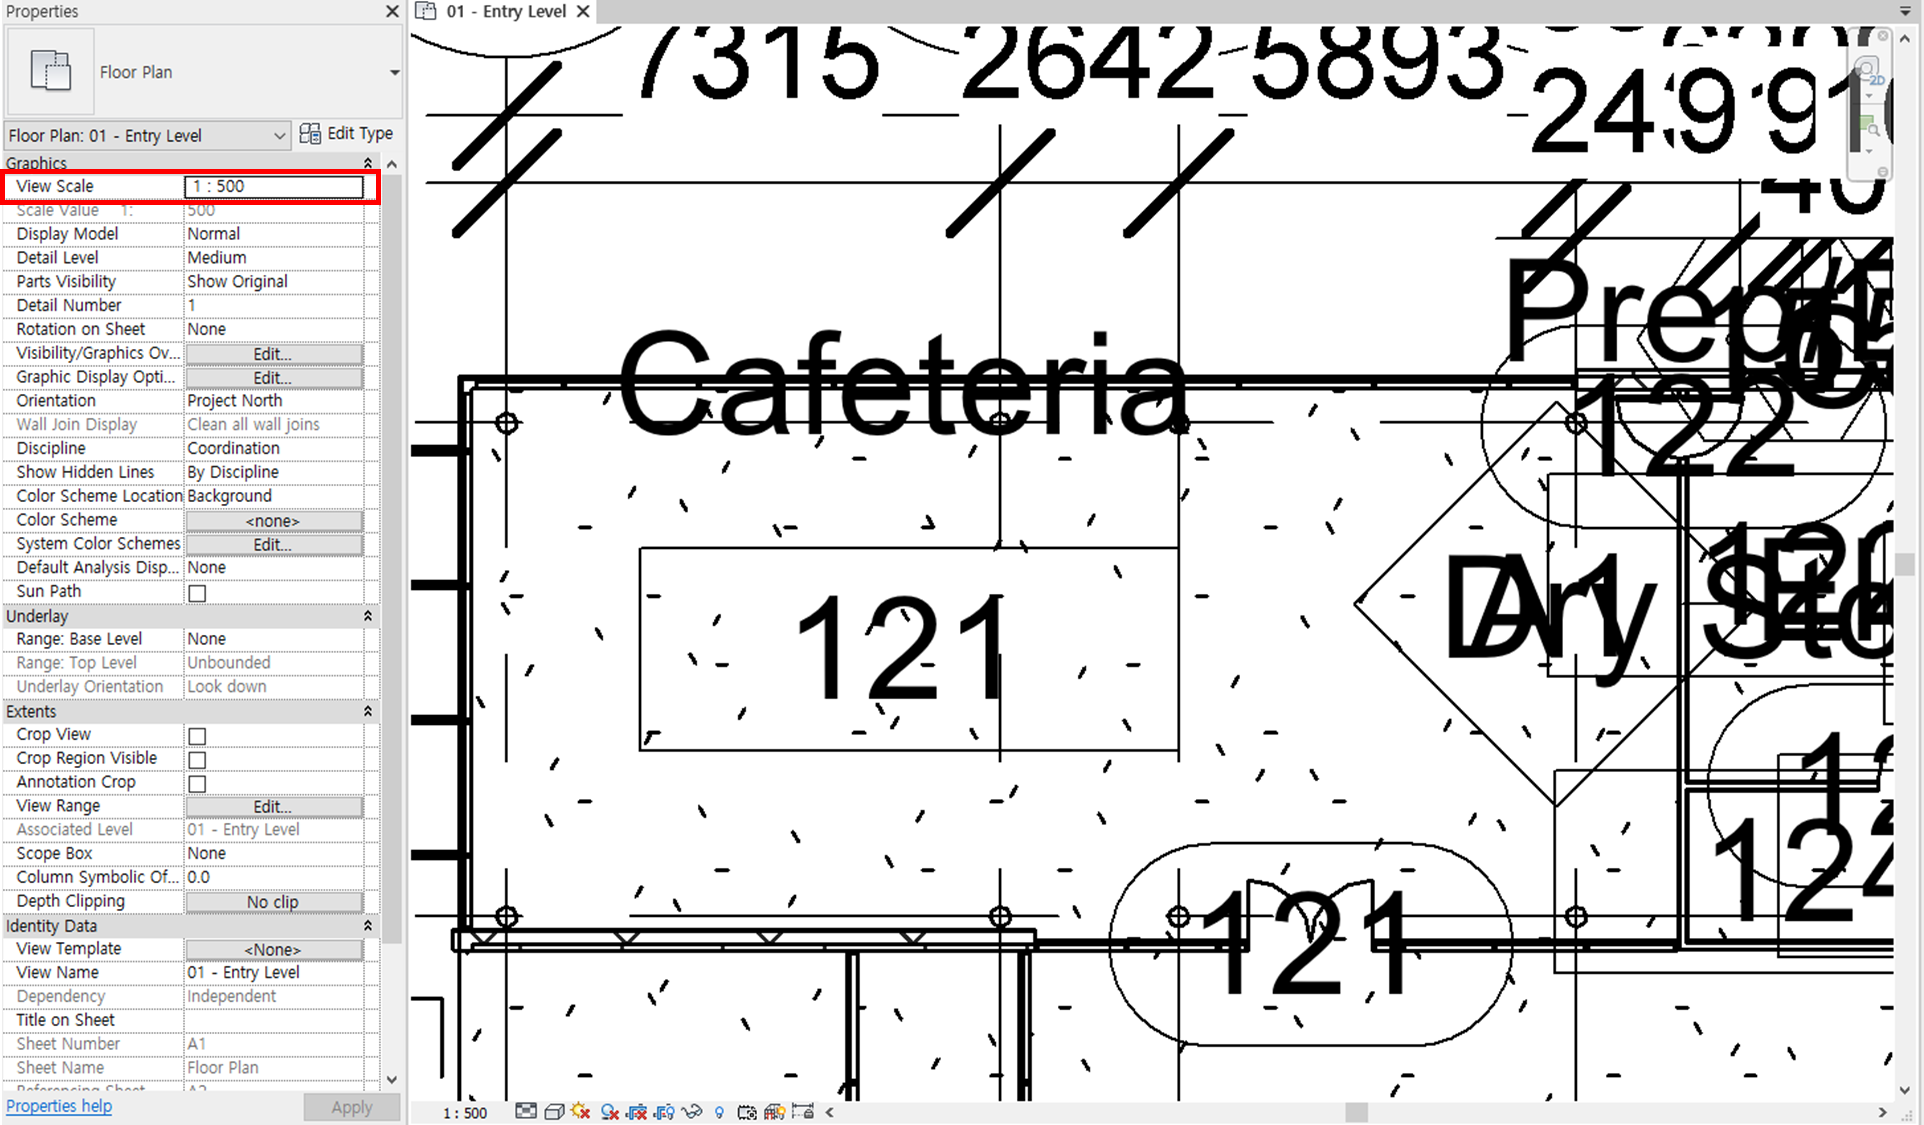 Properties
Floor Plan
Floor Plan: 01 - Entry Level
Edit Type
Graphics
View Scale 1 : 500
Scale Value 1: 500
Display Model Normal
Detail Level Medium
Parts Visibility Show Original
Detail Number 1
Rotation on Sheet None
Visibility/Graphics Ov... Edit...
Graphic Display Opti... Edit...
Orientation Project North
Wall Join Display Clean all wall joins
Discipline Coordination
Show Hidden Lines By Discipline
Color Scheme Location Background
Color Scheme <none>
System Color Schemes Edit...
Default Analysis Disp... None
Sun Path
Underlay
Range: Base Level None
Range: Top Level Unbounded
Underlay Orientation Look down
Extents
Crop View
Crop Region Visible
Annotation Crop
View Range Edit...
Associated Level 01 - Entry Level
Scope Box None
Column Symbolic Of... 0.0
Depth Clipping No clip
Identity Data
View Template <None>
View Name 01 - Entry Level
Dependency Independent
Title on Sheet
Sheet Number A1
Sheet Name Floor Plan
Referencing Sheet A2
Properties help
Apply
01 - Entry Level
7315 2642 5893
2D
Cafeteria
Prep
122
121
A1
Dry
121
124
1 : 500